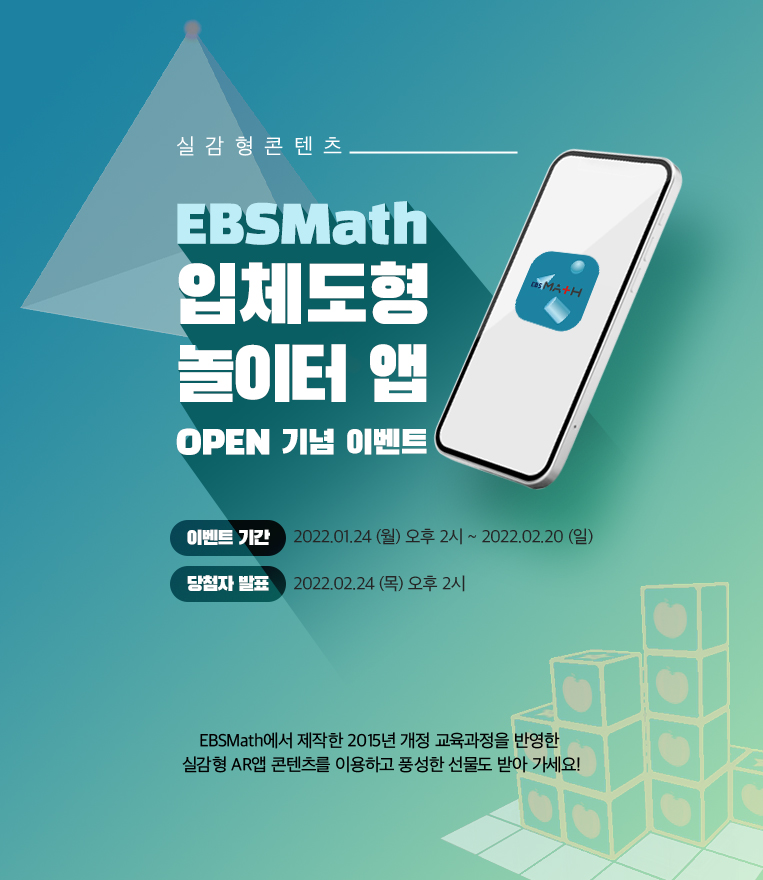 실감형콘텐츠
EBSMath
입체도형
놀이터 앱
OPEN 기념 이벤트
EBS MATH
이벤트 기간 2022.01.24 (월) 오후 2시 ~ 2022.02.20 (일)
당첨자 발표 2022.02.24 (목) 오후 2시
EBSMath에서 제작한 2015년 개정 교육과정을 반영한
실감형 AR앱 콘텐츠를 이용하고 풍성한 선물도 받아 가세요!